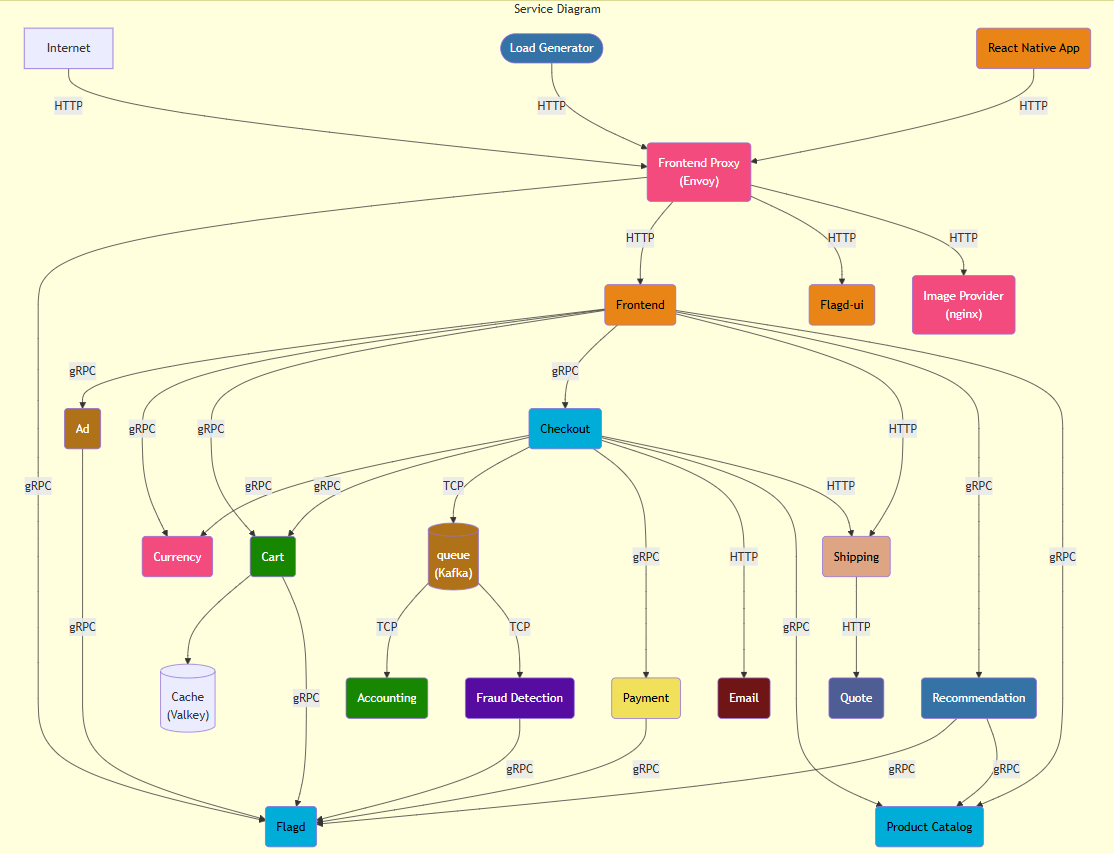 Service Diagram
Internet
Load Generator
React Native App
HTTP
HTTP
HTTP
Frontend Proxy
(Envoy)
HTTP
HTTP
HTTP
Frontend
Flagd-ui
Image Provider
(nginx)
gRPC
gRPC
Ad
gRPC
gRPC
Checkout
HTTP
gRPC
gRPC
gRPC
TCP
HTTP
gRPC
Currency
Cart
queue
(Kafka)
gRPC
HTTP
Shipping
gRPC
gRPC
TCP
TCP
gRPC
HTTP
Cache
(Valkey)
gRPC
Accounting
Fraud Detection
Payment
Email
Quote
Recommendation
gRPC
gRPC
gRPC
gRPC
Flagd
Product Catalog